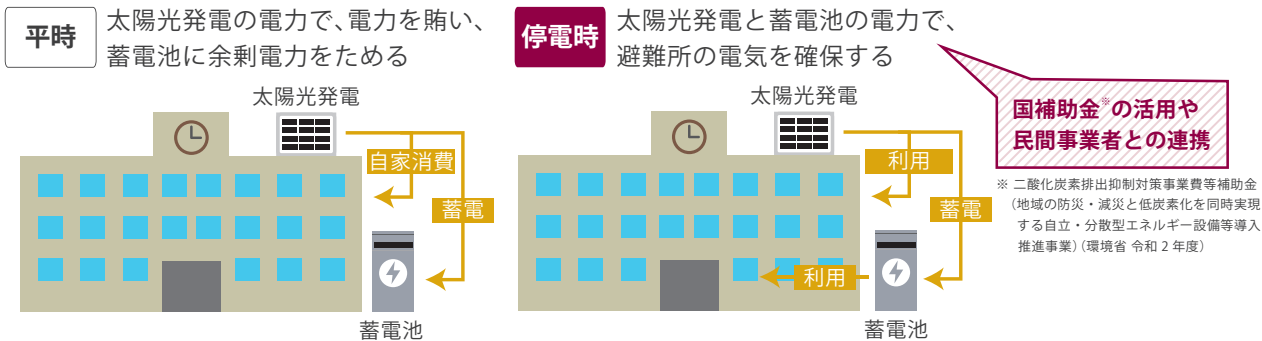 平時
太陽光発電の電力で、電力を賄い、
蓄電池に余剰電力をためる
太陽光発電
自家消費
蓄電
蓄電池
停電時
太陽光発電と蓄電池の電力で、
避難所の電気を確保する
太陽光発電
利用
蓄電
利用
蓄電池
国補助金※の活用や
民間事業者との連携
※ 二酸化炭素排出抑制対策事業費等補助金
（地域の防災・減災と低炭素化を同時実現
する自立・分散型エネルギー設備等導入
推進事業）（環境省 令和2年度）